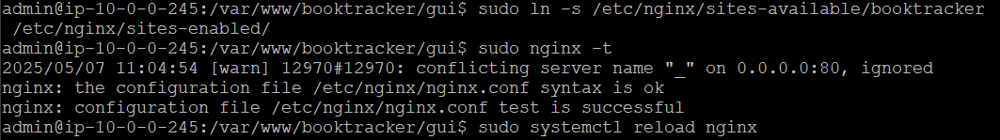 admin@ip-10-0-0-245:/var/www/booktracker/gui$ sudo ln -s /etc/nginx/sites-available/booktracker
 /etc/nginx/sites-enabled/
admin@ip-10-0-0-245:/var/www/booktracker/gui$ sudo nginx -t
2025/05/07 11:04:54 [warn] 12970#12970: conflicting server name "_" on 0.0.0.0:80, ignored
nginx: the configuration file /etc/nginx/nginx.conf syntax is ok
nginx: configuration file /etc/nginx/nginx.conf test is successful
admin@ip-10-0-0-245:/var/www/booktracker/gui$ sudo systemctl reload nginx